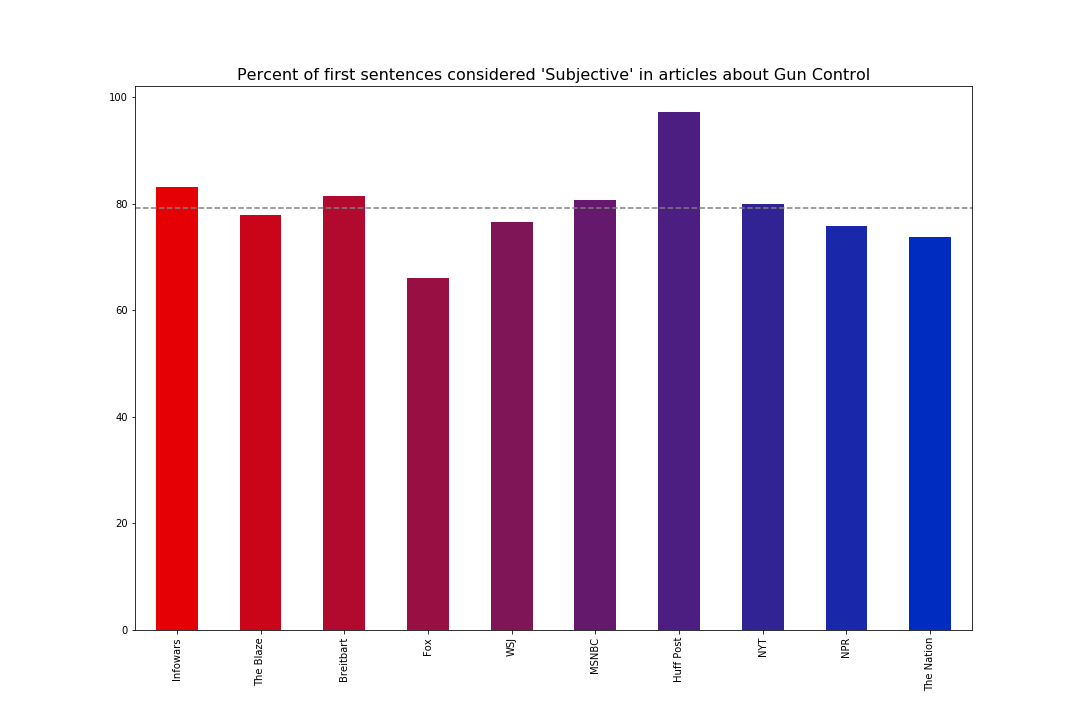 Percent of first sentences considered 'Subjective' in articles about Gun Control
100
80
60
40
20
0
Infowars
The Blaze
Breitbart
Fox
WSJ
MSNBC
Huff Post
NYT
NPR
The Nation